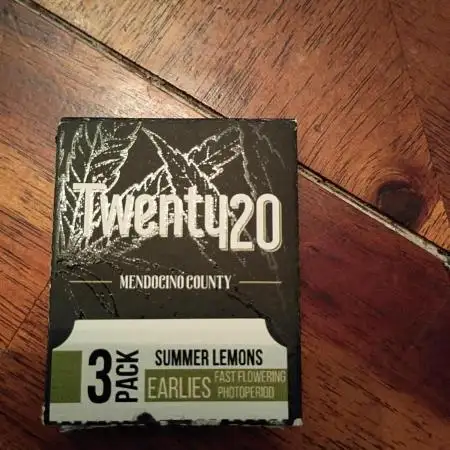 Twenty20
MENDOCINO COUNTY
3 PACK
SUMMER LEMONS
EARLIES
FAST FLOWERING
PHOTOPERIOD